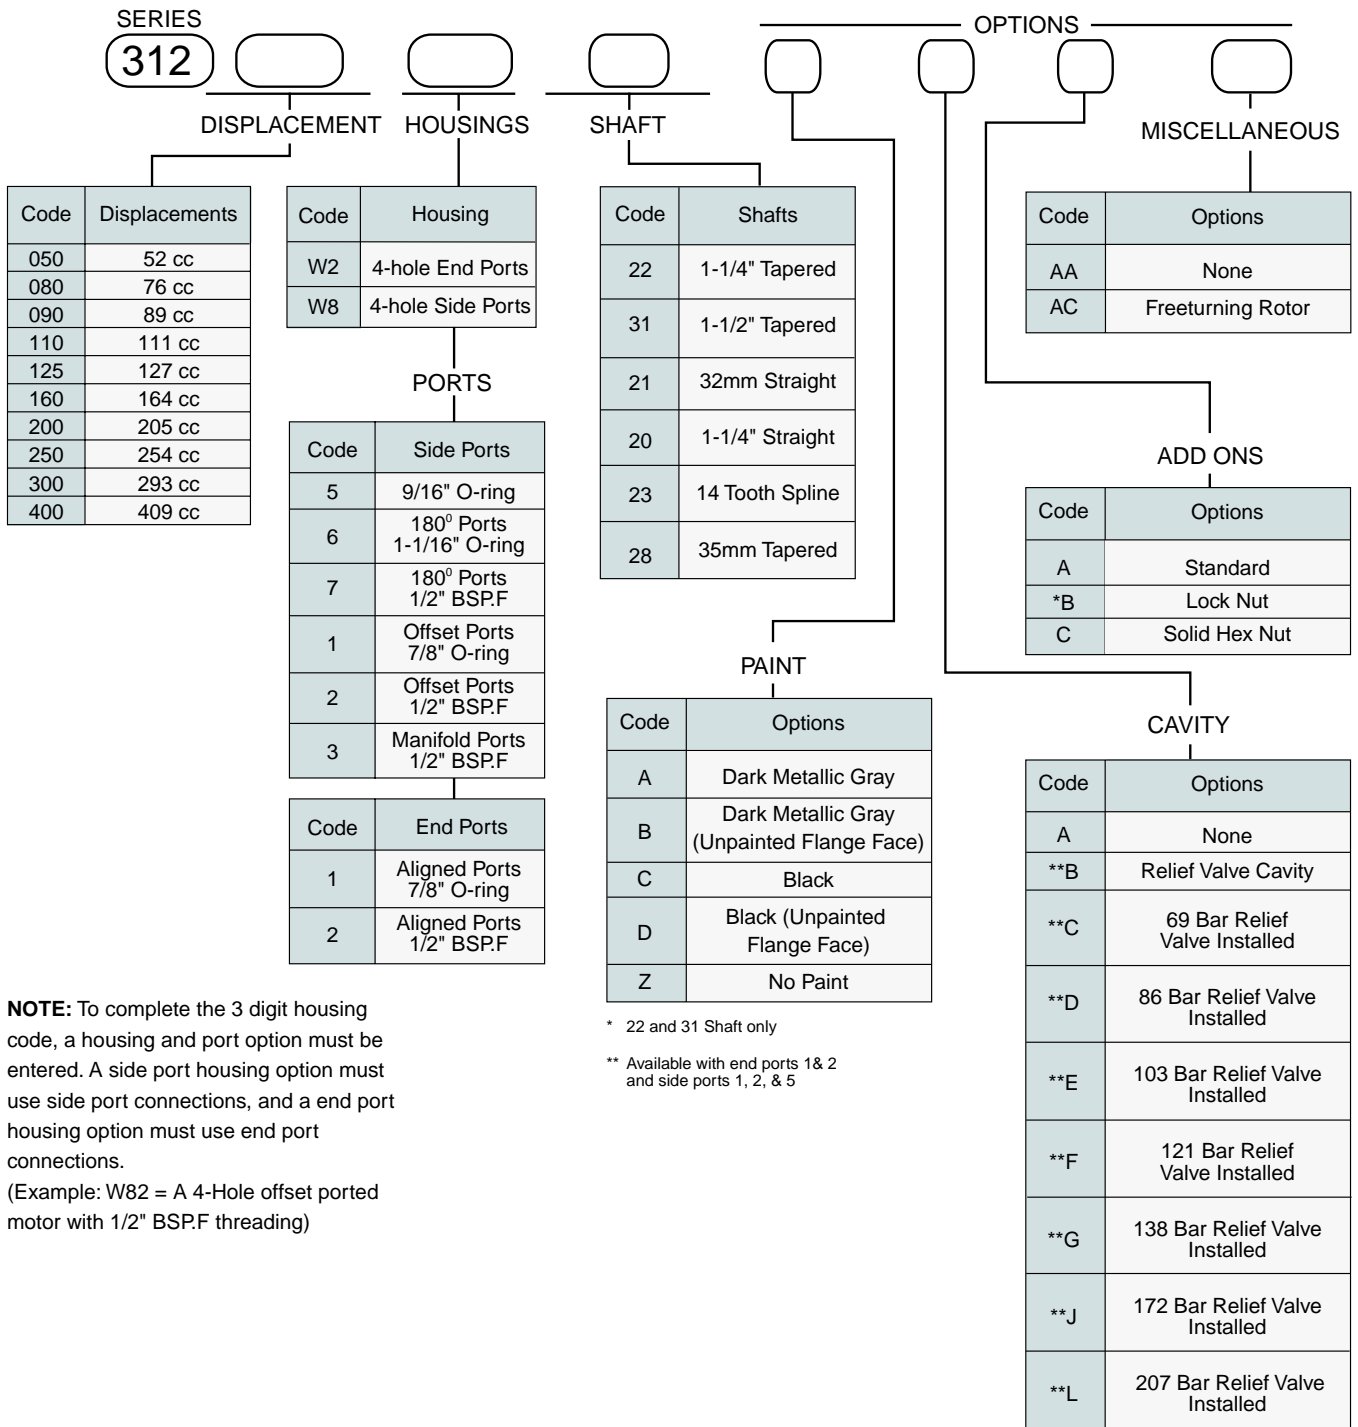 SERIES
OPTIONS
312
DISPLACEMENT
HOUSINGS
SHAFT
MISCELLANEOUS
Code Displacements
050 52 cc
080 76 cc
090 89 cc
110 111 cc
125 127 cc
160 164 cc
200 205 cc
250 254 cc
300 293 cc
400 409 cc
Code Housing
W2 4-hole End Ports
W8 4-hole Side Ports
PORTS
Code Side Ports
5 9/16" O-ring
6 180⁰ Ports
1-1/16" O-ring
7 180⁰ Ports
1/2" BSP.F
1 Offset Ports
7/8" O-ring
2 Offset Ports
1/2" BSP.F
3 Manifold Ports
1/2" BSP.F
Code End Ports
1 Aligned Ports
7/8" O-ring
2 Aligned Ports
1/2" BSP.F
Code Shafts
22 1-1/4" Tapered
31 1-1/2" Tapered
21 32mm Straight
20 1-1/4" Straight
23 14 Tooth Spline
28 35mm Tapered
PAINT
Code Options
A Dark Metallic Gray
B Dark Metallic Gray
(Unpainted Flange Face)
C Black
D Black (Unpainted
Flange Face)
Z No Paint
* 22 and 31 Shaft only
** Available with end ports 1& 2
and side ports 1, 2, & 5
Code Options
AA None
AC Freeturning Rotor
ADD ONS
Code Options
A Standard
*B Lock Nut
C Solid Hex Nut
CAVITY
Code Options
A None
**B Relief Valve Cavity
**C 69 Bar Relief
Valve Installed
**D 86 Bar Relief Valve
Installed
**E 103 Bar Relief Valve
Installed
**F 121 Bar Relief
Valve Installed
**G 138 Bar Relief Valve
Installed
**J 172 Bar Relief Valve
Installed
**L 207 Bar Relief Valve
Installed
NOTE: To complete the 3 digit housing
code, a housing and port option must be
entered. A side port housing option must
use side port connections, and a end port
housing option must use end port
connections.
(Example: W82 = A 4-Hole offset ported
motor with 1/2" BSP.F threading)